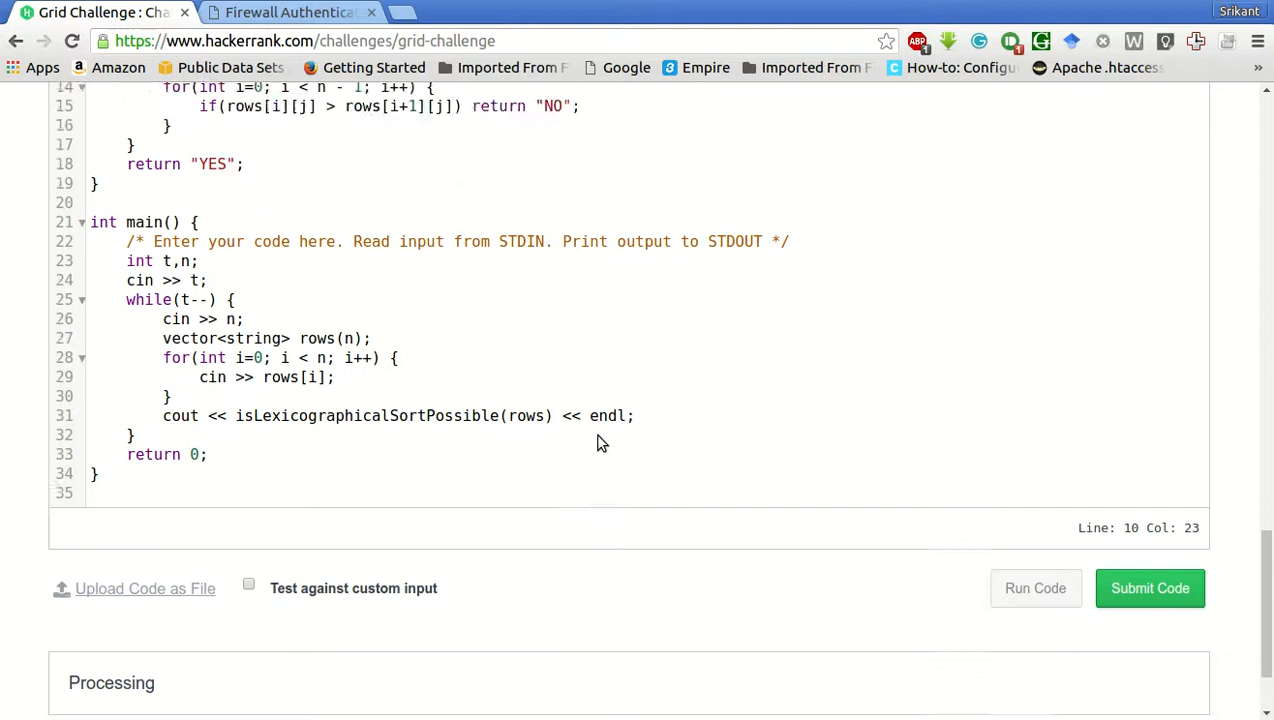 Grid Challenge : Cha
Firewall Authentica
Srikant
https://www.hackerrank.com/challenges/grid-challenge
Apps Amazon Public Data Sets Getting Started Imported From F Google Empire Imported From F How-to: Configu Apache .htaccess »
14 for(int i=0; i < n - 1; i++) {
15 if(rows[i][j] > rows[i+1][j]) return "NO";
16 }
17 }
18 return "YES";
19 }
20
21 int main() {
22 /* Enter your code here. Read input from STDIN. Print output to STDOUT */
23 int t,n;
24 cin >> t;
25 while(t--) {
26 cin >> n;
27 vector<string> rows(n);
28 for(int i=0; i < n; i++) {
29 cin >> rows[i];
30 }
31 cout << isLexicographicalSortPossible(rows) << endl;
32 }
33 return 0;
34 }
35
Line: 10 Col: 23
Upload Code as File Test against custom input Run Code Submit Code
Processing